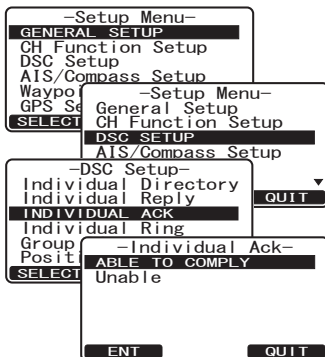 –Setup Menu–
GENERAL SETUP
CH Function Setup
DSC Setup
AIS/Compass Setup
Waypoi
GPS Se
SELECT
–Setup Menu–
General Setup
CH Function Setup
DSC SETUP
AIS/Compass Setup
QUIT
–DSC Setup–
Individual Directory
Individual Reply
INDIVIDUAL ACK
Individual Ring
Group
Positi
SELECT
–Individual Ack–
ABLE TO COMPLY
Unable
ENT QUIT